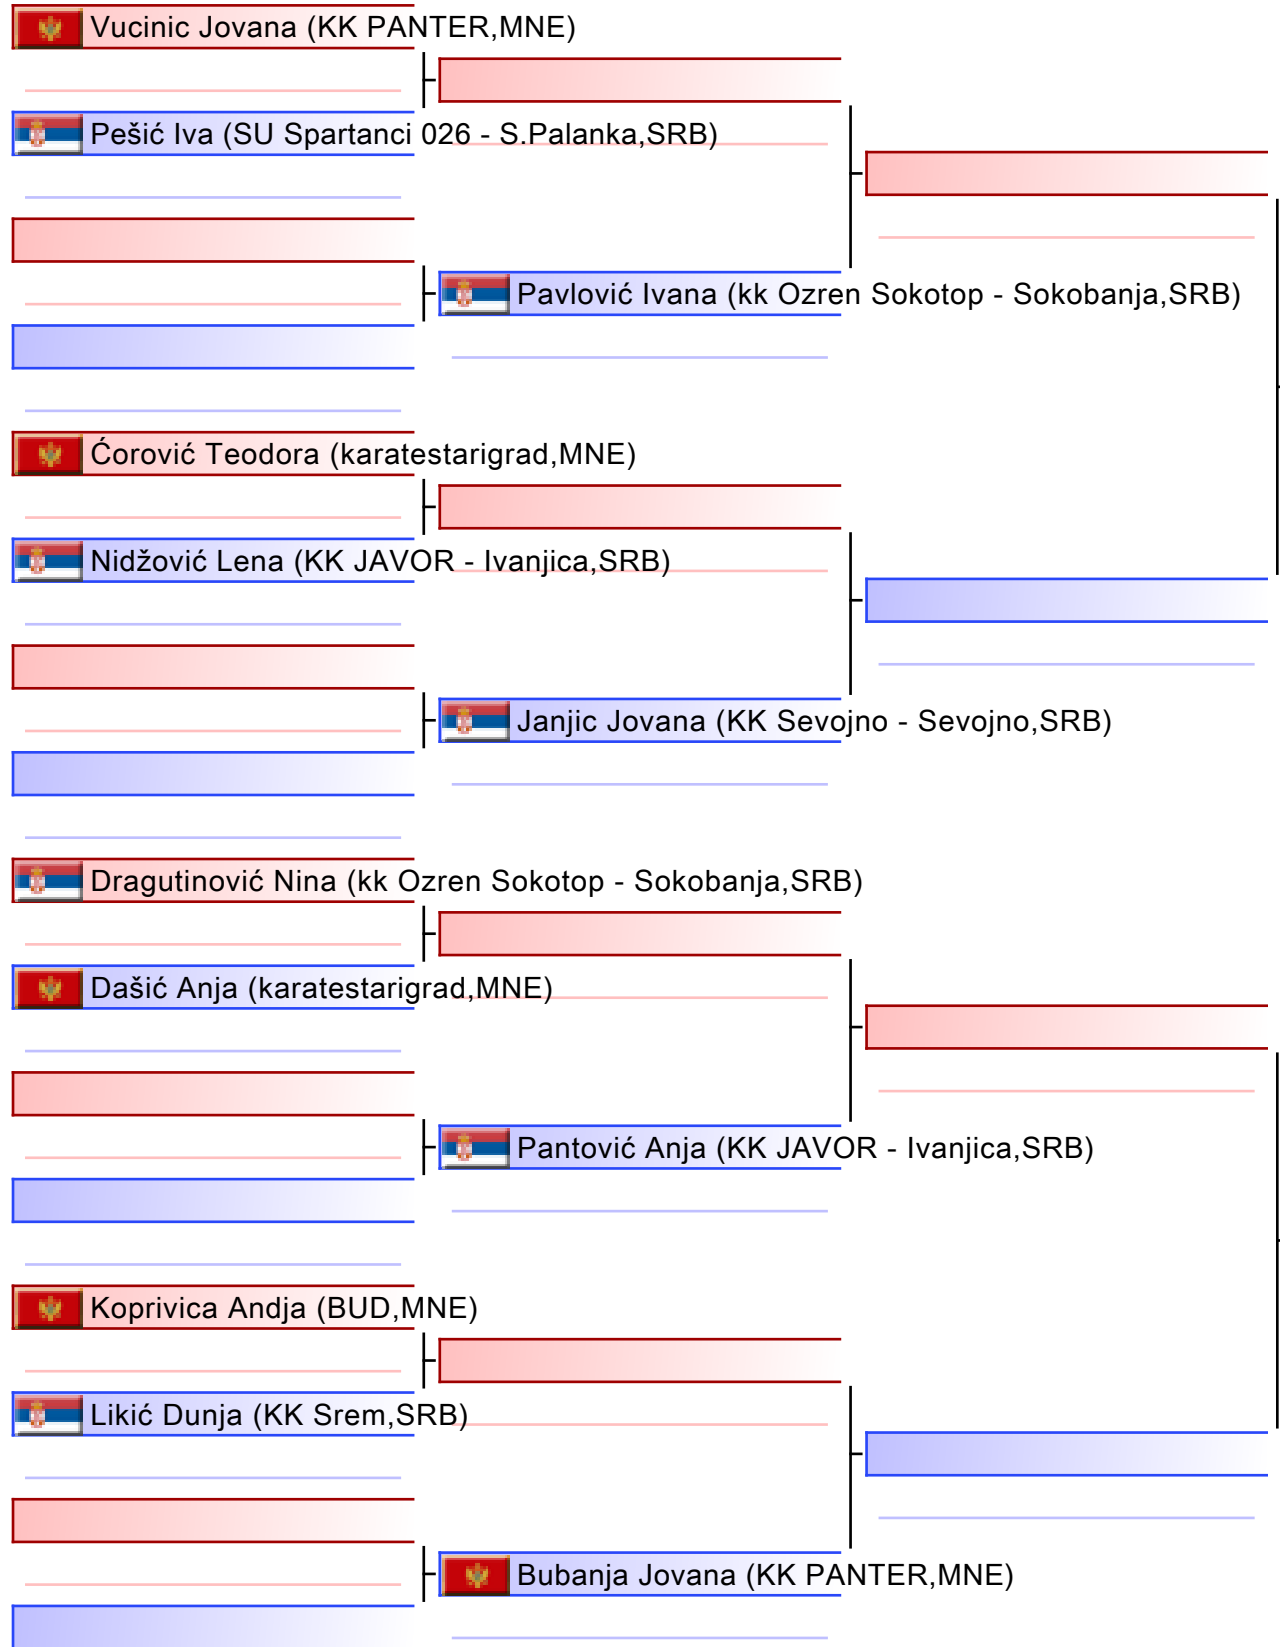 Vucinic Jovana (KK PANTER,MNE)
Pešić Iva (SU Spartanci 026 - S.Palanka,SRB)
Pavlović Ivana (kk Ozren Sokotop - Sokobanja,SRB)
Ćorović Teodora (karatestarigrad,MNE)
Nidžović Lena (KK JAVOR - Ivanjica,SRB)
Janjic Jovana (KK Sevojno - Sevojno,SRB)
Dragutinović Nina (kk Ozren Sokotop - Sokobanja,SRB)
Dašić Anja (karatestarigrad,MNE)
Pantović Anja (KK JAVOR - Ivanjica,SRB)
Koprivica Andja (BUD,MNE)
Likić Dunja (KK Srem,SRB)
Bubanja Jovana (KK PANTER,MNE)